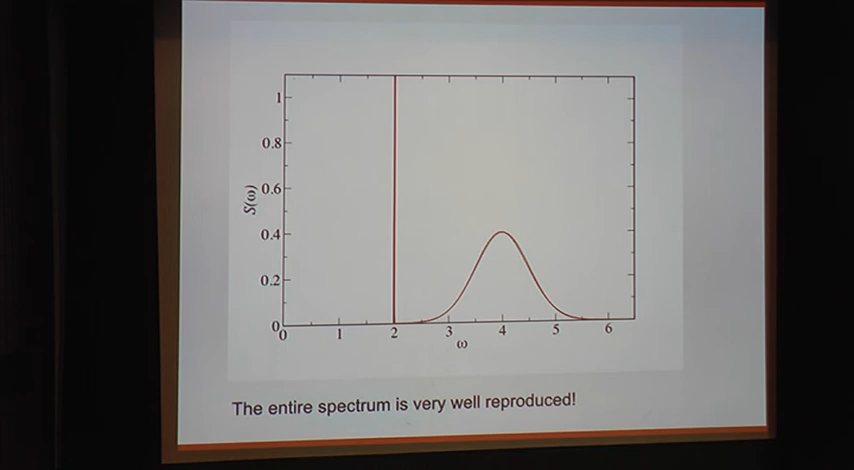 1
0.8
0.6
S(ω)
0.4
0.2
0
0 1 2 3 4 5 6
ω
The entire spectrum is very well reproduced!